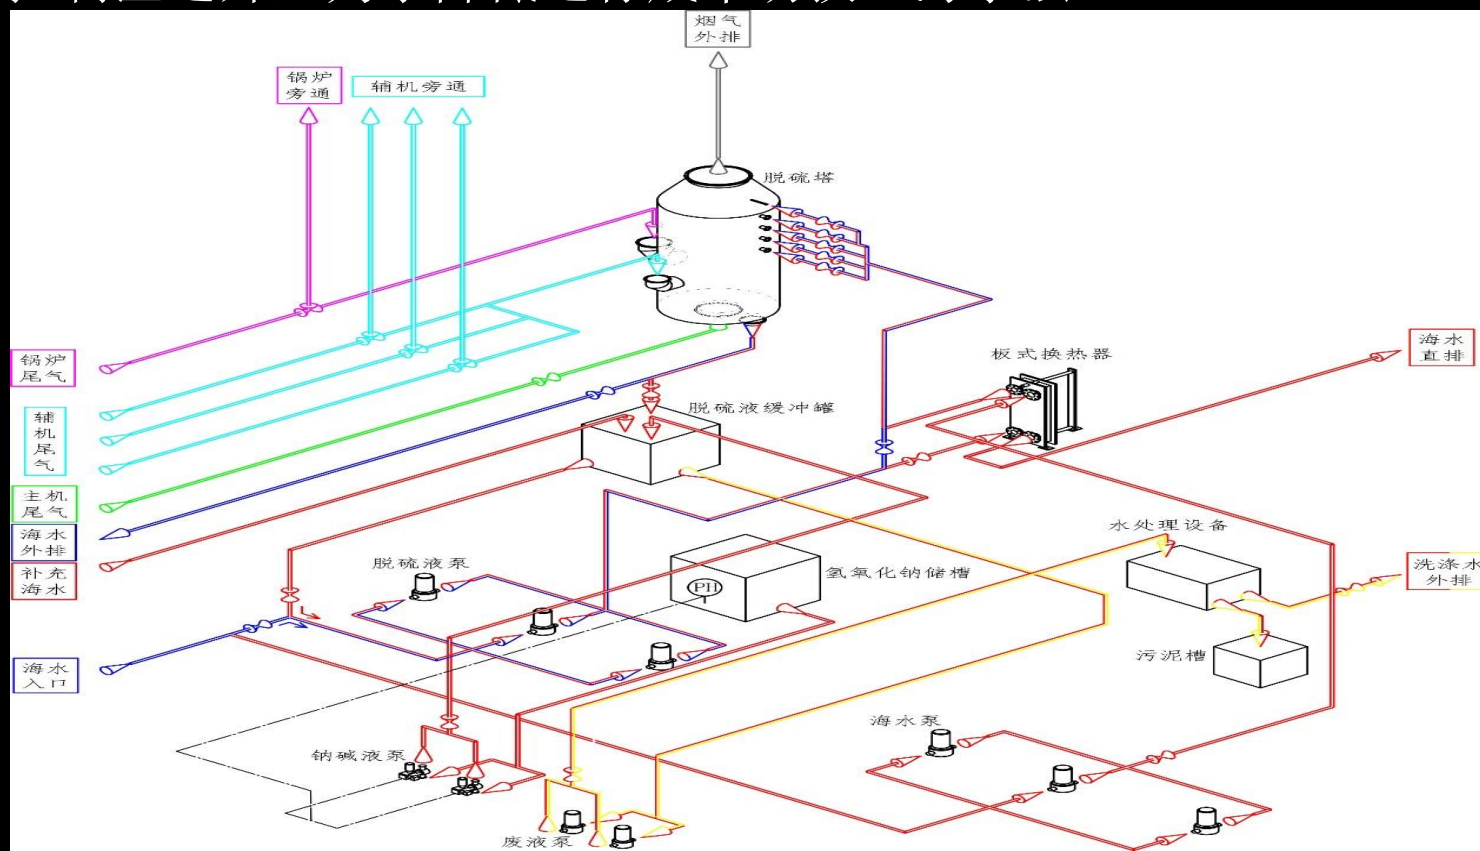 烟气
外排
锅炉
旁通
辅机旁通
脱硫塔
海水
直排
板式换热器
锅炉
尾气
脱硫液缓冲罐
辅
机
尾
气
主机
尾气
海水
外排
水处理设备
补充
海水
脱硫液泵
氢氧化钠储槽
PH
洗涤水
外排
海水
入口
污泥槽
海水泵
钠碱液泵
废液泵